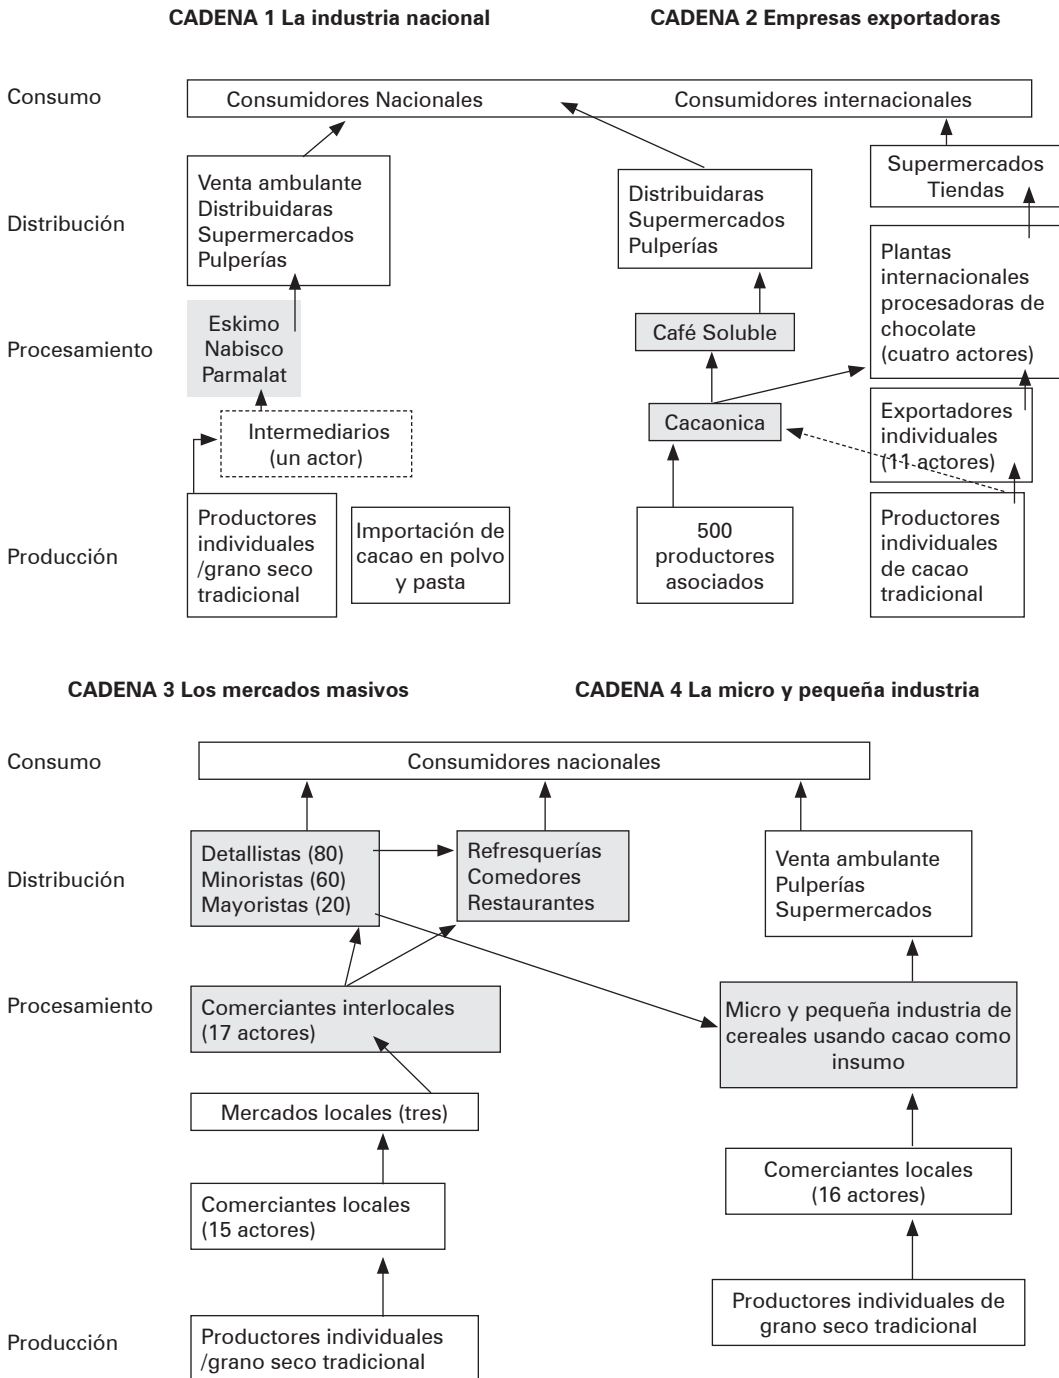 CADENA 1 La industria nacional
CADENA 2 Empresas exportadoras
Consumo
Consumidores Nacionales
Consumidores internacionales
Distribución
Venta ambulante
Distribuidaras
Supermercados
Pulperías
Distribuidaras
Supermercados
Pulperías
Supermercados
Tiendas
Plantas
internacionales
procesadoras de
chocolate
(cuatro actores)
Procesamiento
Eskimo
Nabisco
Parmalat
Café Soluble
Intermediarios
(un actor)
Cacaonica
Exportadores
individuales
(11 actores)
Producción
Productores
individuales
/grano seco
tradicional
Importación de
cacao en polvo
y pasta
500
productores
asociados
Productores
individuales
de cacao
tradicional
CADENA 3 Los mercados masivos
CADENA 4 La micro y pequeña industria
Consumo
Consumidores nacionales
Distribución
Detallistas (80)
Minoristas (60)
Mayoristas (20)
Refresquerías
Comedores
Restaurantes
Venta ambulante
Pulperías
Supermercados
Procesamiento
Comerciantes interlocales
(17 actores)
Micro y pequeña industria de
cereales usando cacao como
insumo
Mercados locales (tres)
Comerciantes locales
(16 actores)
Comerciantes locales
(15 actores)
Productores individuales de
grano seco tradicional
Producción
Productores individuales
/grano seco tradicional